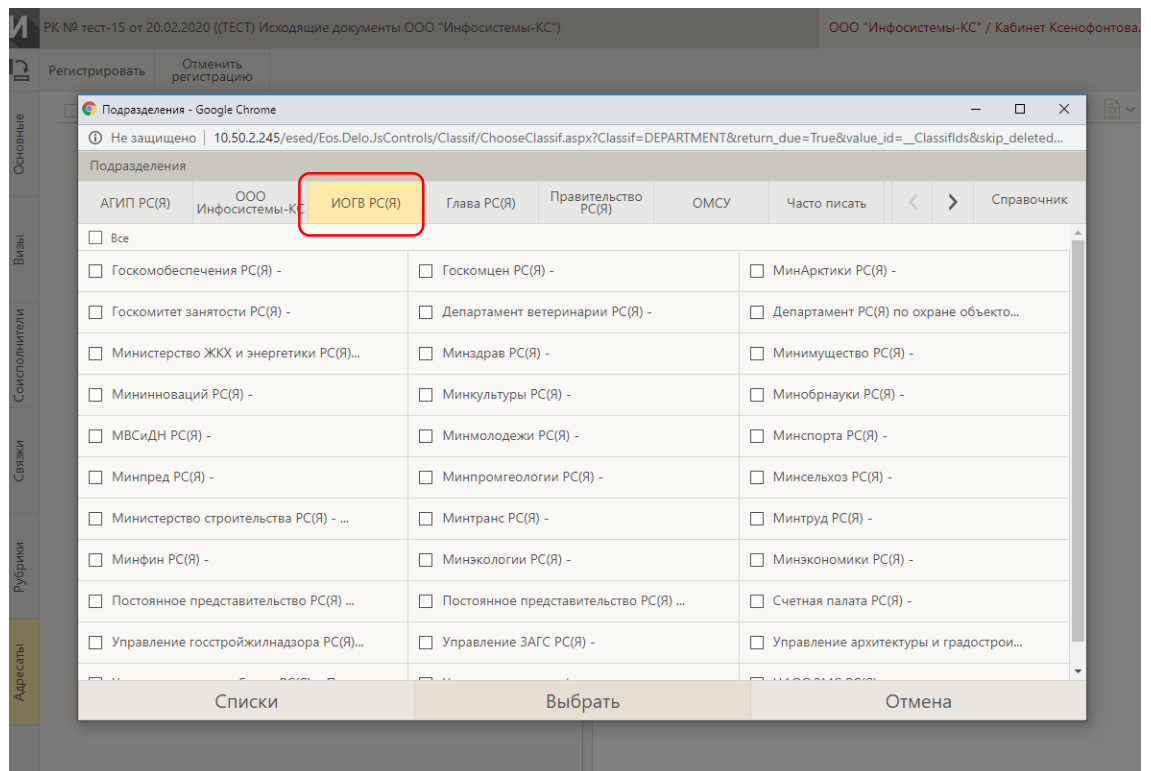 РК № тест-15 от 20.02.2020 ((ТЕСТ) Исходящие документы ООО "Инфосистемы-КС")
ООО "Инфосистемы-КС" / Кабинет Ксенофонтова.
Регистрировать
Отменить
регистрацию
Основные
Визы
Соисполнители
Связки
Рубрики
Адресаты
Подразделения - Google Chrome
Не защищено | 10.50.2.245/esed/Eos.Delo.JsControls/Classif/ChooseClassif.aspx?Classif=DEPARTMENT&return_due=True&value_id=__ClassifIds&skip_deleted...
Подразделения
АГИП РС(Я)
ООО
Инфосистемы-КС
ИОГВ РС(Я)
Глава РС(Я)
Правительство
РС(Я)
ОМСУ
Часто писать
Справочник
Все
Госкомобеспечения РС(Я) -
Госкомцен РС(Я) -
МинАрктики РС(Я) -
Госкомитет занятости РС(Я) -
Департамент ветеринарии РС(Я) -
Департамент РС(Я) по охране объекто...
Министерство ЖКХ и энергетики РС(Я)...
Минздрав РС(Я) -
Минимущество РС(Я) -
Мининноваций РС(Я) -
Минкультуры РС(Я) -
Минобрнауки РС(Я) -
МВСиДН РС(Я) -
Минмолодежи РС(Я) -
Минспорта РС(Я) -
Минпред РС(Я) -
Минпромгеологии РС(Я) -
Минсельхоз РС(Я) -
Министерство строительства РС(Я) - ...
Минтранс РС(Я) -
Минтруд РС(Я) -
Минфин РС(Я) -
Минэкологии РС(Я) -
Минэкономики РС(Я) -
Постоянное представительство РС(Я) ...
Постоянное представительство РС(Я) ...
Счетная палата РС(Я) -
Управление госстройжилнадзора РС(Я)...
Управление ЗАГС РС(Я) -
Управление архитектуры и градострои...
Списки
Выбрать
Отмена